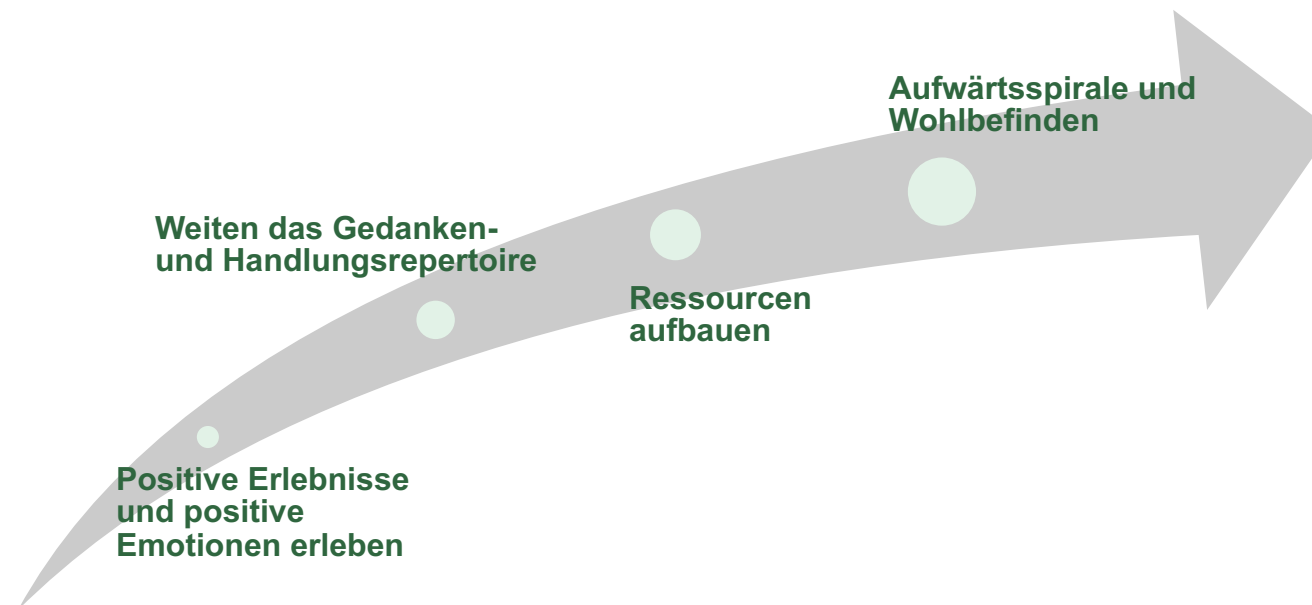 Aufwärtsspirale und
Wohlbefinden
Weiten das Gedanken-
und Handlungsrepertoire
Ressourcen
aufbauen
Positive Erlebnisse
und positive
Emotionen erleben